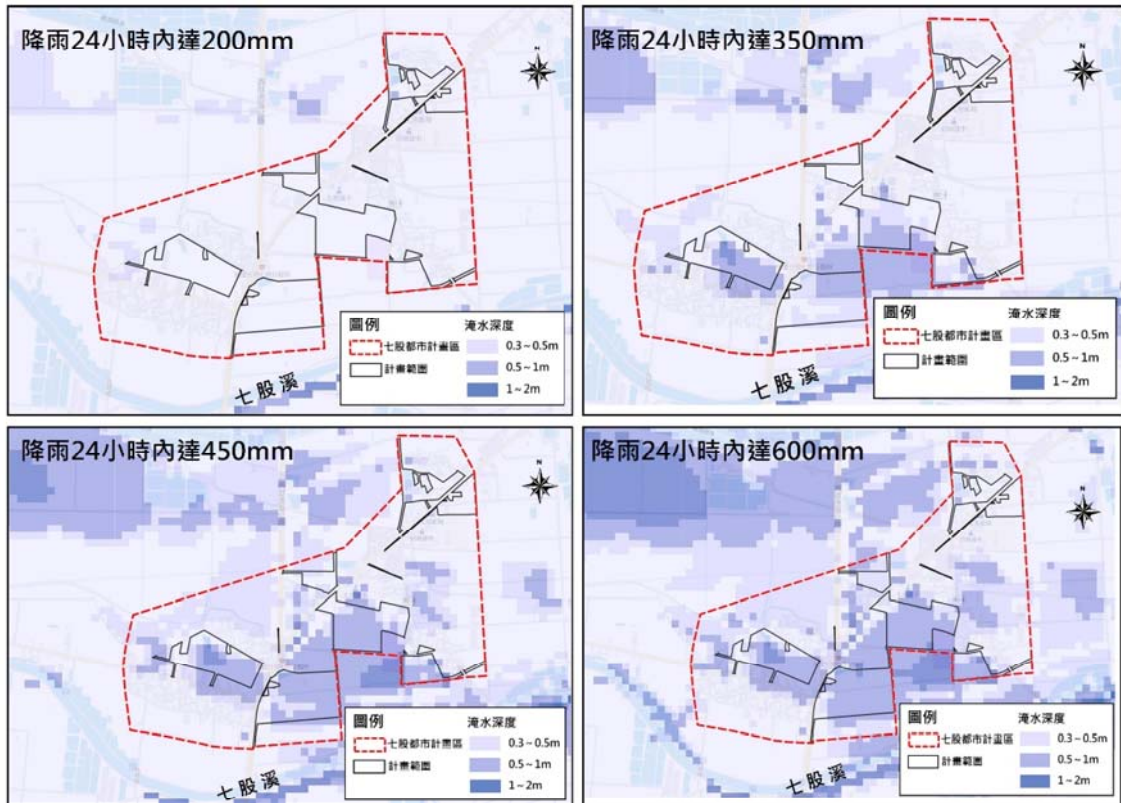 降雨24小時內達200mm
N
圖例
七股都市計畫區
計畫範圍
淹水深度
0.3~0.5m
0.5~1m
1~2m
七股溪
降雨24小時內達350mm
N
圖例
七股都市計畫區
計畫範圍
淹水深度
0.3~0.5m
0.5~1m
1~2m
七股溪
降雨24小時內達450mm
N
圖例
七股都市計畫區
計畫範圍
淹水深度
0.3~0.5m
0.5~1m
1~2m
七股溪
降雨24小時內達600mm
N
圖例
七股都市計畫區
計畫範圍
淹水深度
0.3~0.5m
0.5~1m
1~2m
七股溪